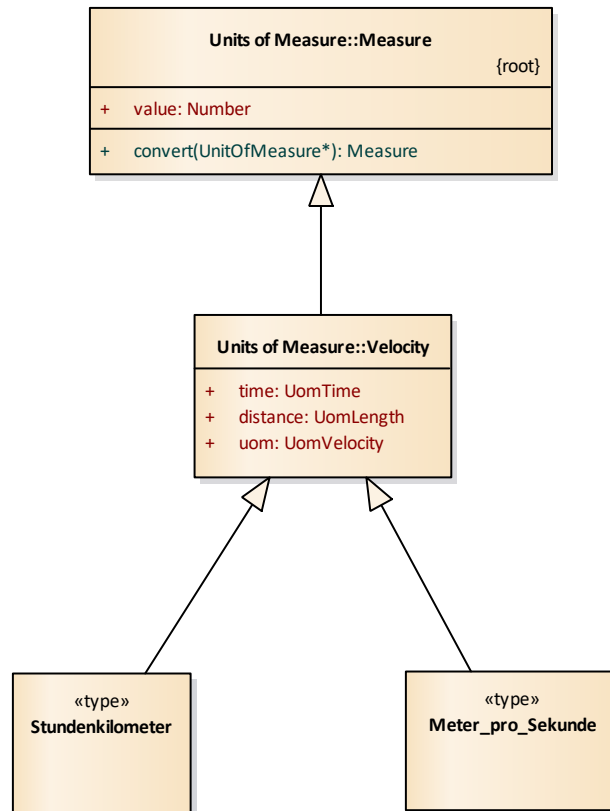 Units of Measure::Measure
{root}
+ value: Number
+ convert(UnitOfMeasure*): Measure
Units of Measure::Velocity
+ time: UomTime
+ distance: UomLength
+ uom: UomVelocity
«type»
Stundenkilometer
«type»
Meter_pro_Sekunde